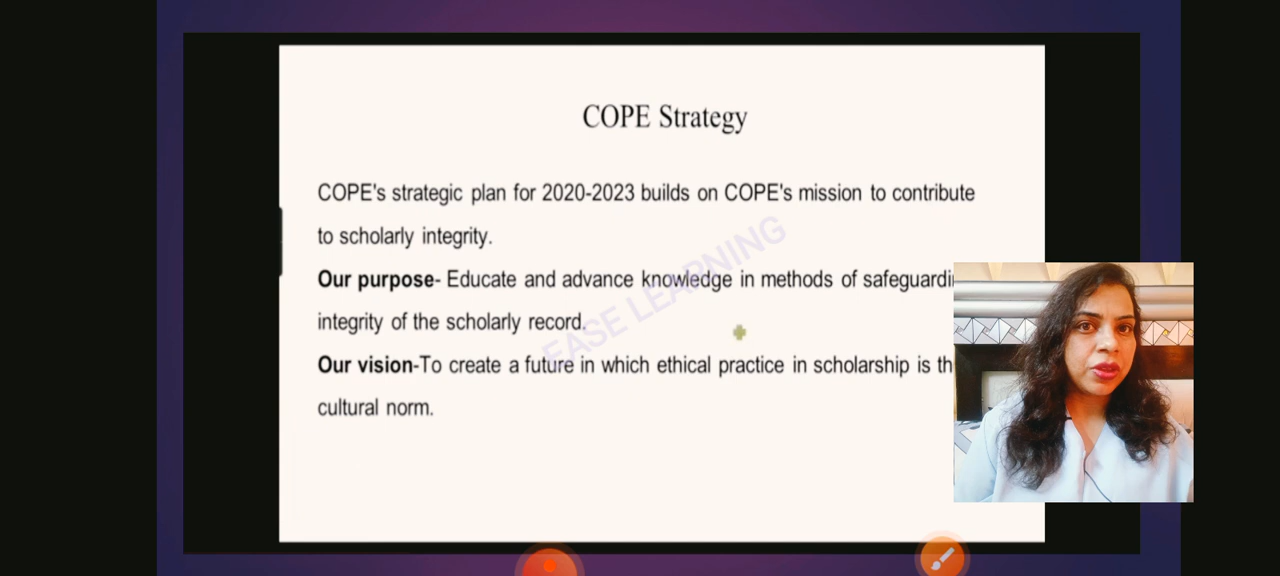 COPE Strategy
COPE's strategic plan for 2020-2023 builds on COPE's mission to contribute
to scholarly integrity.
Our purpose- Educate and advance knowledge in methods of
integrity of the scholarly record.
Our vision-To create a future in which ethical practice in scholarship is
cultural norm.
EASE LEARNING